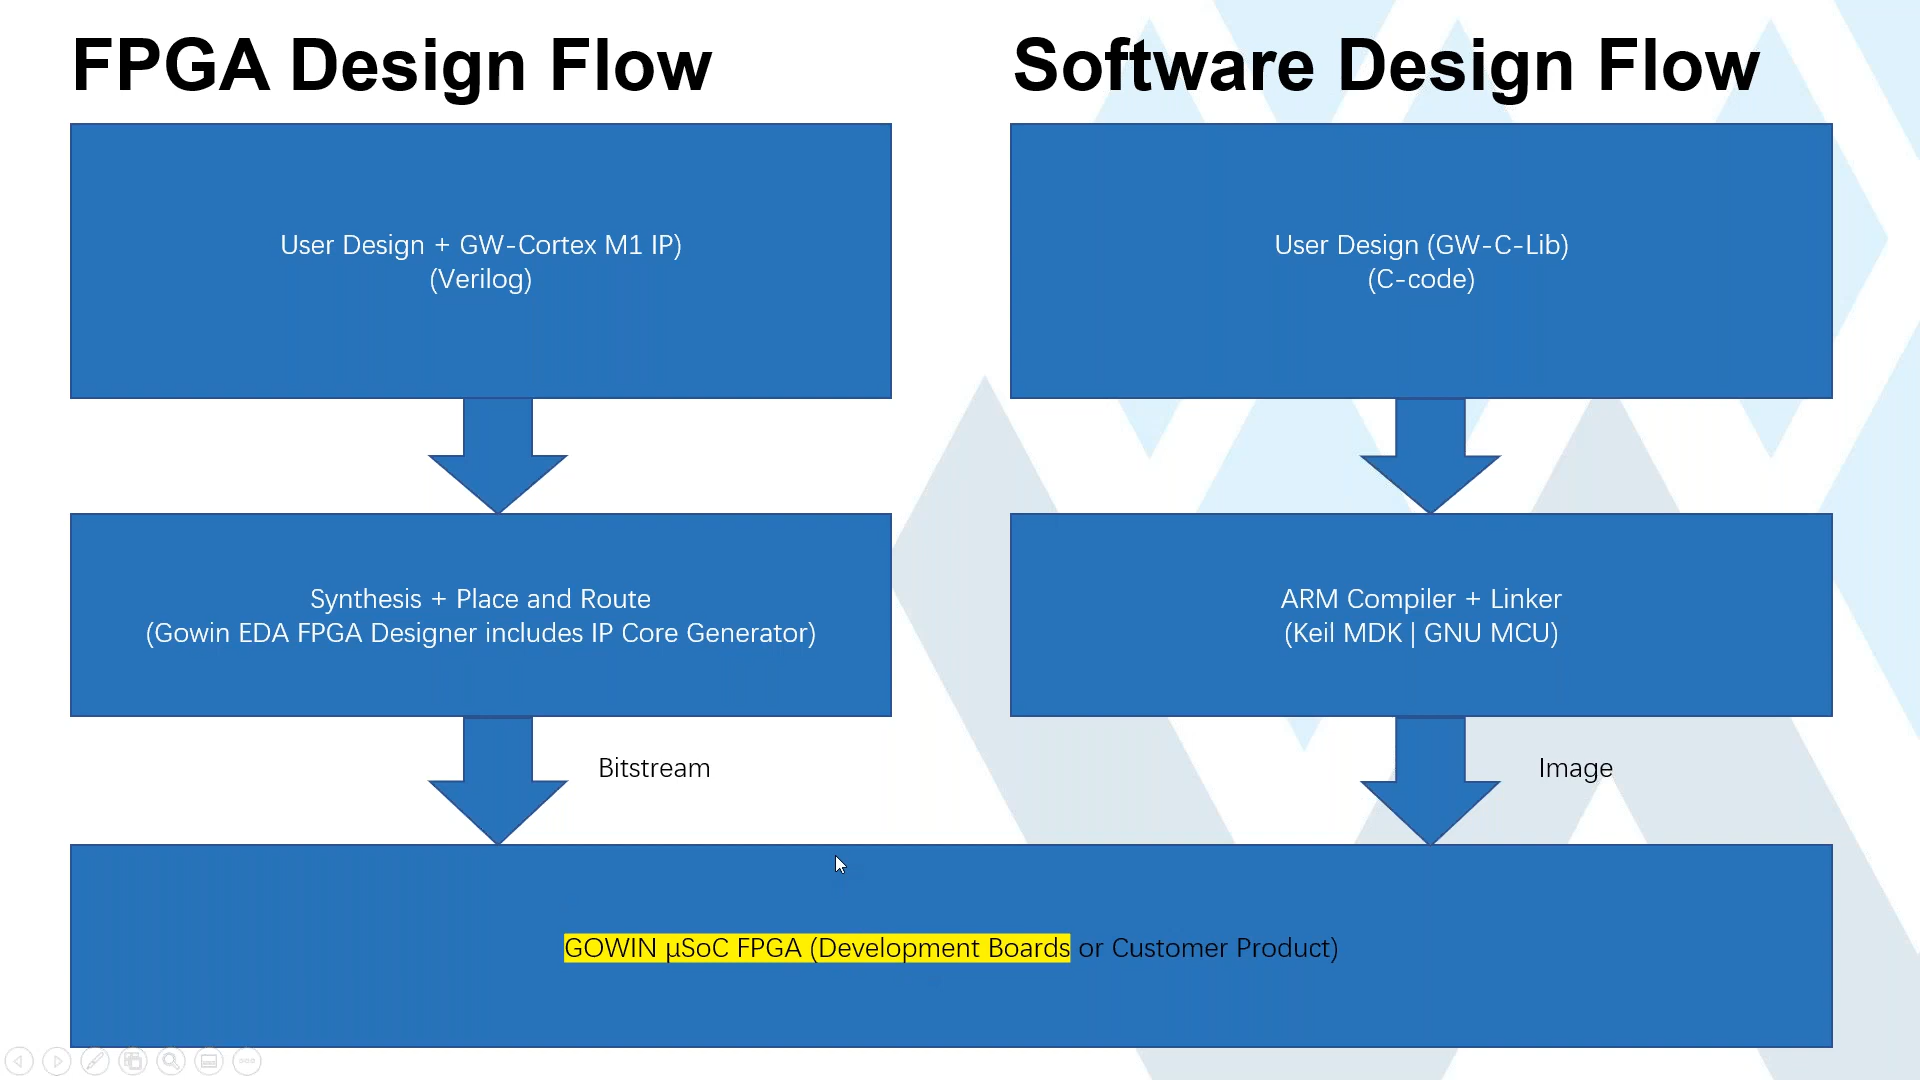 FPGA Design Flow
User Design + GW-Cortex M1 IP)
(Verilog)
Synthesis + Place and Route
(Gowin EDA FPGA Designer includes IP Core Generator)
Bitstream
Software Design Flow
User Design (GW-C-Lib)
(C-code)
ARM Compiler + Linker
(Keil MDK | GNU MCU)
Image
GOWIN µSoC FPGA (Development Boards or Customer Product)